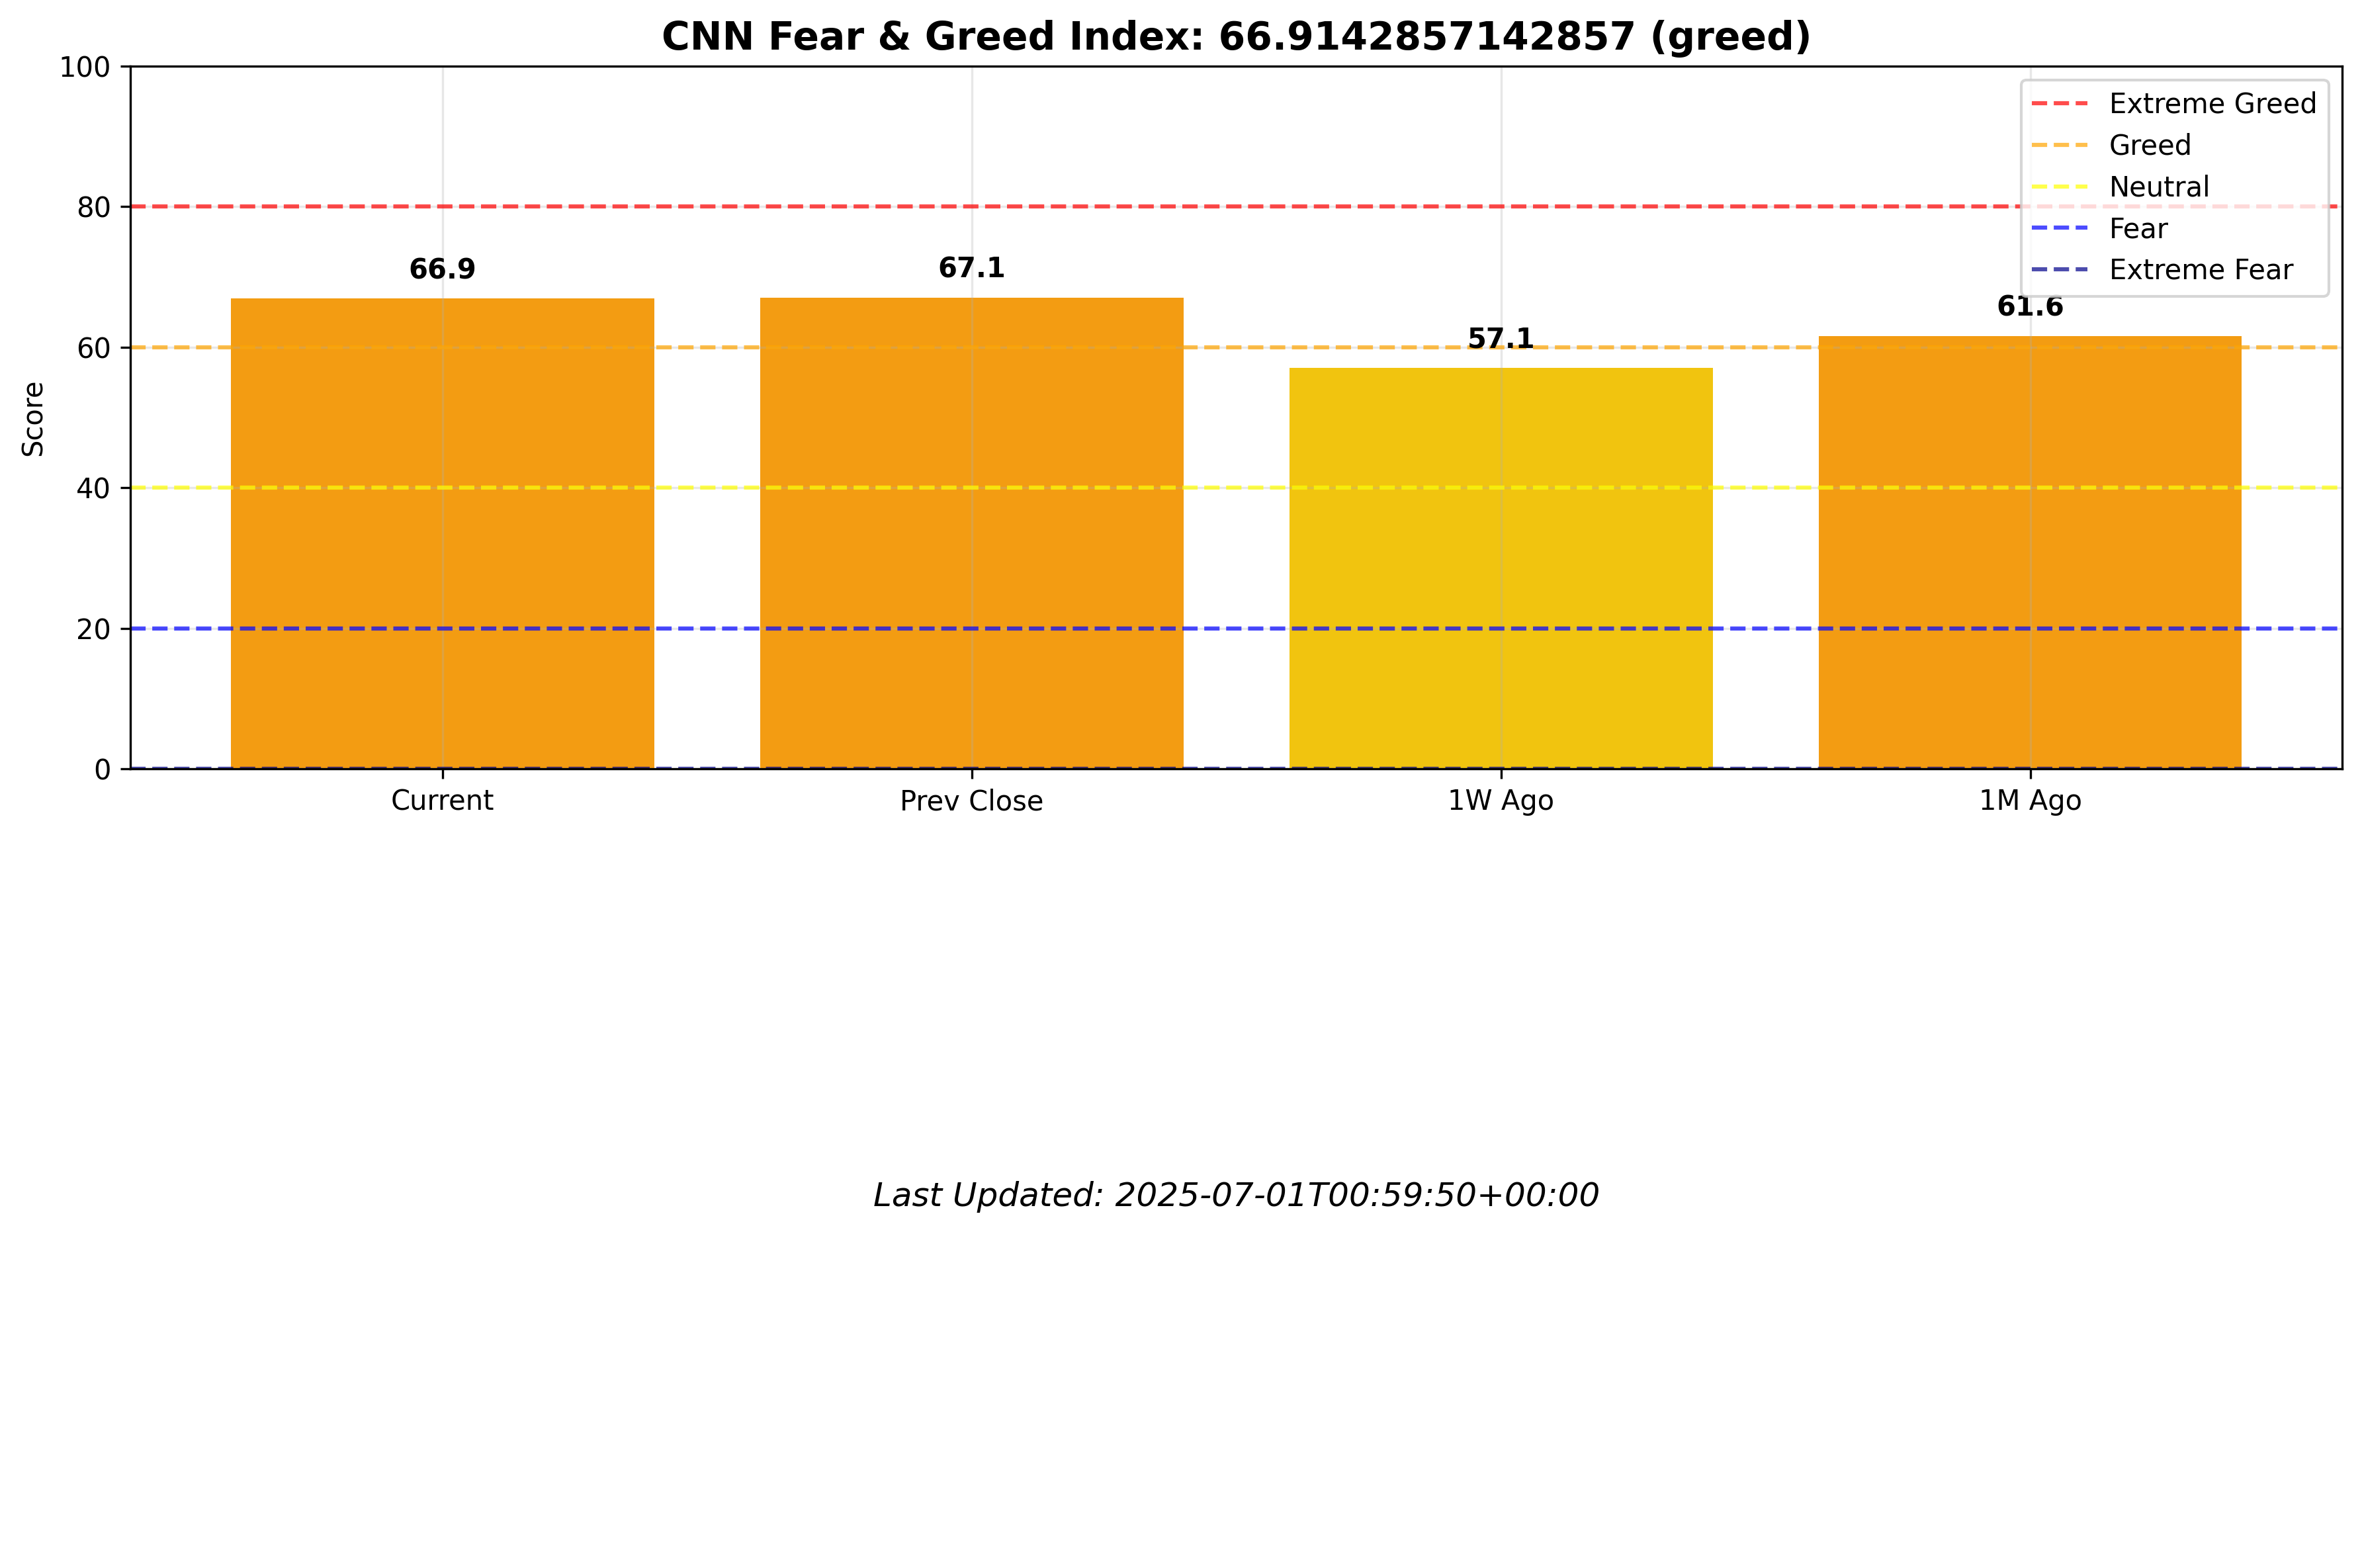 CNN Fear & Greed Index: 66.9142857142857 (greed)
100
80
60
40
20
0
Score
Extreme Greed
Greed
Neutral
Fear
Extreme Fear
66.9
67.1
57.1
61.6
Current
Prev Close
1W Ago
1M Ago
Last Updated: 2025-07-01T00:59:50+00:00